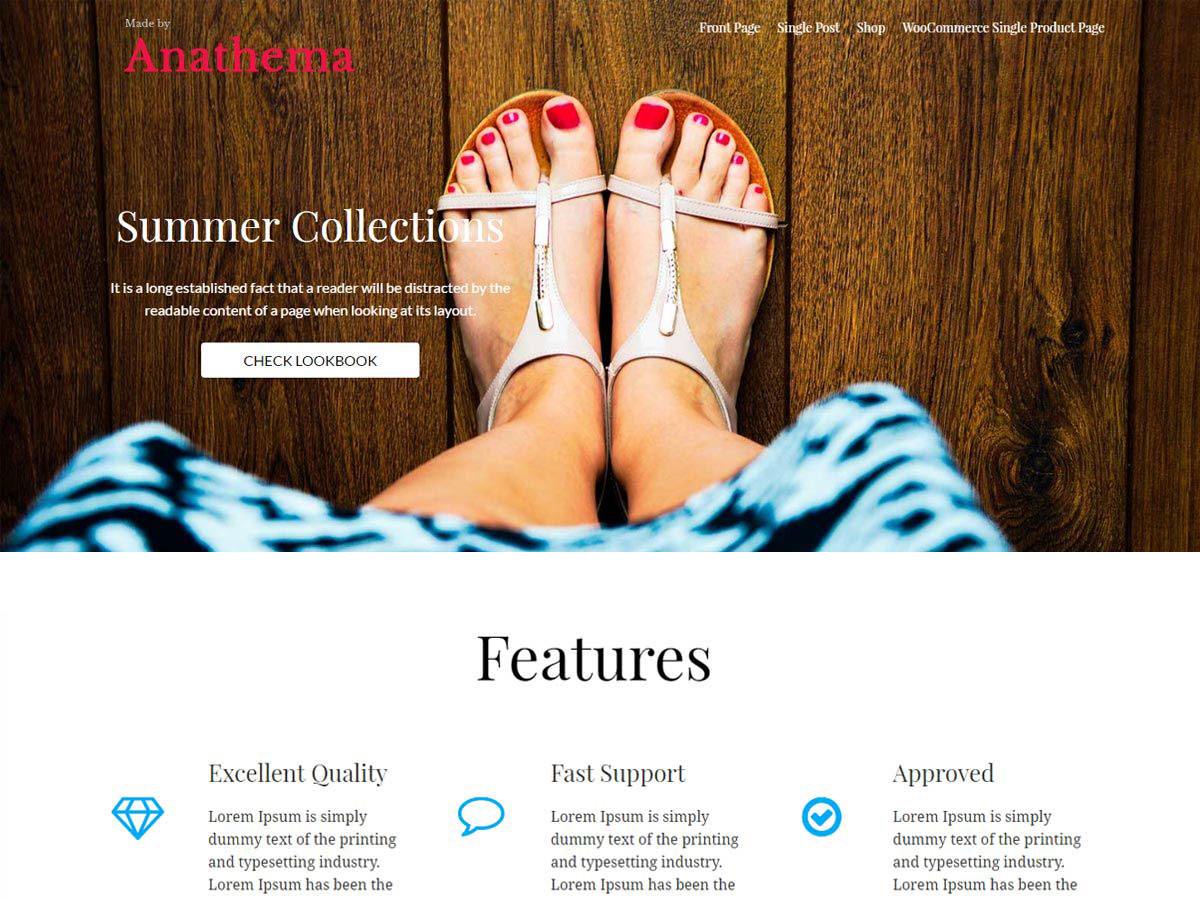 Made by
Anathema
Front Page Single Post Shop WooCommerce Single Product Page
Summer Collections
It is a long established fact that a reader will be distracted by the
readable content of a page when looking at its layout.
CHECK LOOKBOOK
Features
Excellent Quality
Lorem Ipsum is simply
dummy text of the printing
and typesetting industry.
Lorem Ipsum has been the
Fast Support
Lorem Ipsum is simply
dummy text of the printing
and typesetting industry.
Lorem Ipsum has been the
Approved
Lorem Ipsum is simply
dummy text of the printing
and typesetting industry.
Lorem Ipsum has been the